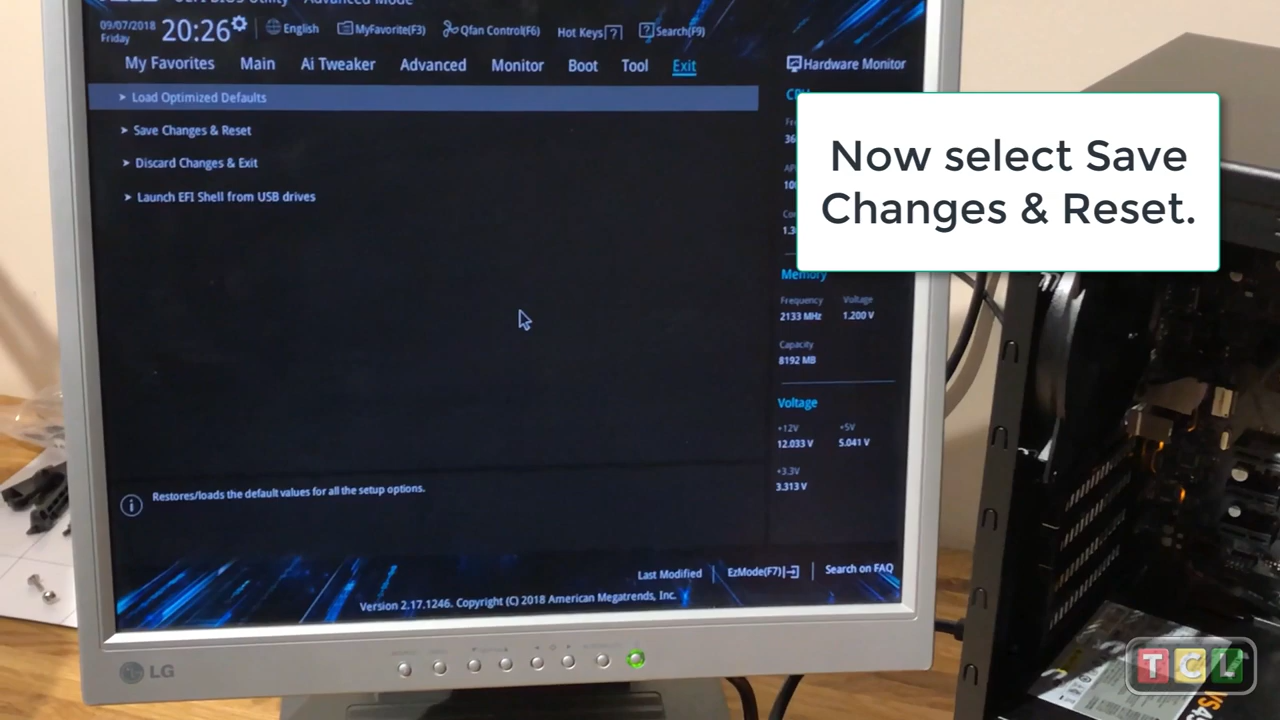 UEFI BIOS Utility - Advanced Mode
09/07/2018
Friday
20:26
English
MyFavorite(F3)
Qfan Control(F6)
Hot Keys
?
Search(F9)
My Favorites
Main
Ai Tweaker
Advanced
Monitor
Boot
Tool
Exit
Hardware Monitor
> Load Optimized Defaults
> Save Changes & Reset
> Discard Changes & Exit
> Launch EFI Shell from USB drives
Now select Save
Changes & Reset.
Memory
Frequency
Voltage
2133 MHz
1.200 V
Capacity
8192 MB
Voltage
+12V
+5V
12.033 V
5.041 V
+3.3V
3.313 V
Restores/loads the default values for all the setup options.
Last Modified
EzMode(F7)
Search on FAQ
Version 2.17.1246. Copyright (C) 2018 American Megatrends, Inc.
LG
TCL